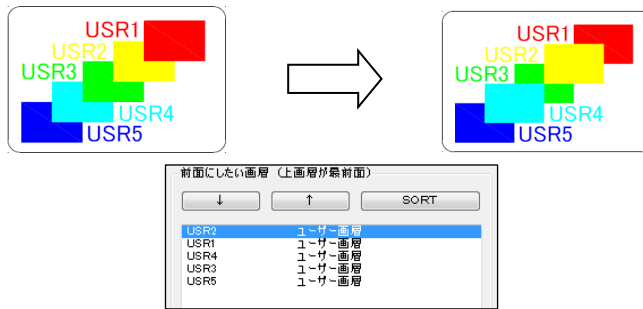 USR1
USR2
USR3
USR4
USR5
USR1
USR2
USR3
USR4
USR5
前面にしたい画層 (上画層が最前面)
↓ ↑ SORT
USR2 ユーザー画層
USR1 ユーザー画層
USR4 ユーザー画層
USR3 ユーザー画層
USR5 ユーザー画層